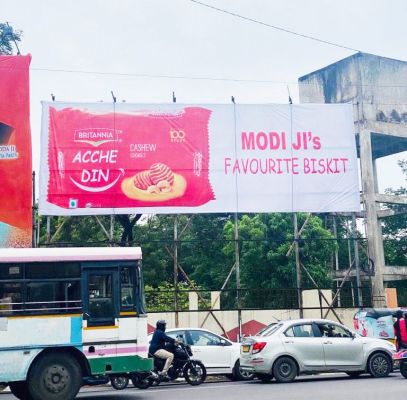 BRITANNIA
ACCHE
DIN
CASHEW
COOKIES
100
MODI JI's
FAVOURITE BISKIT